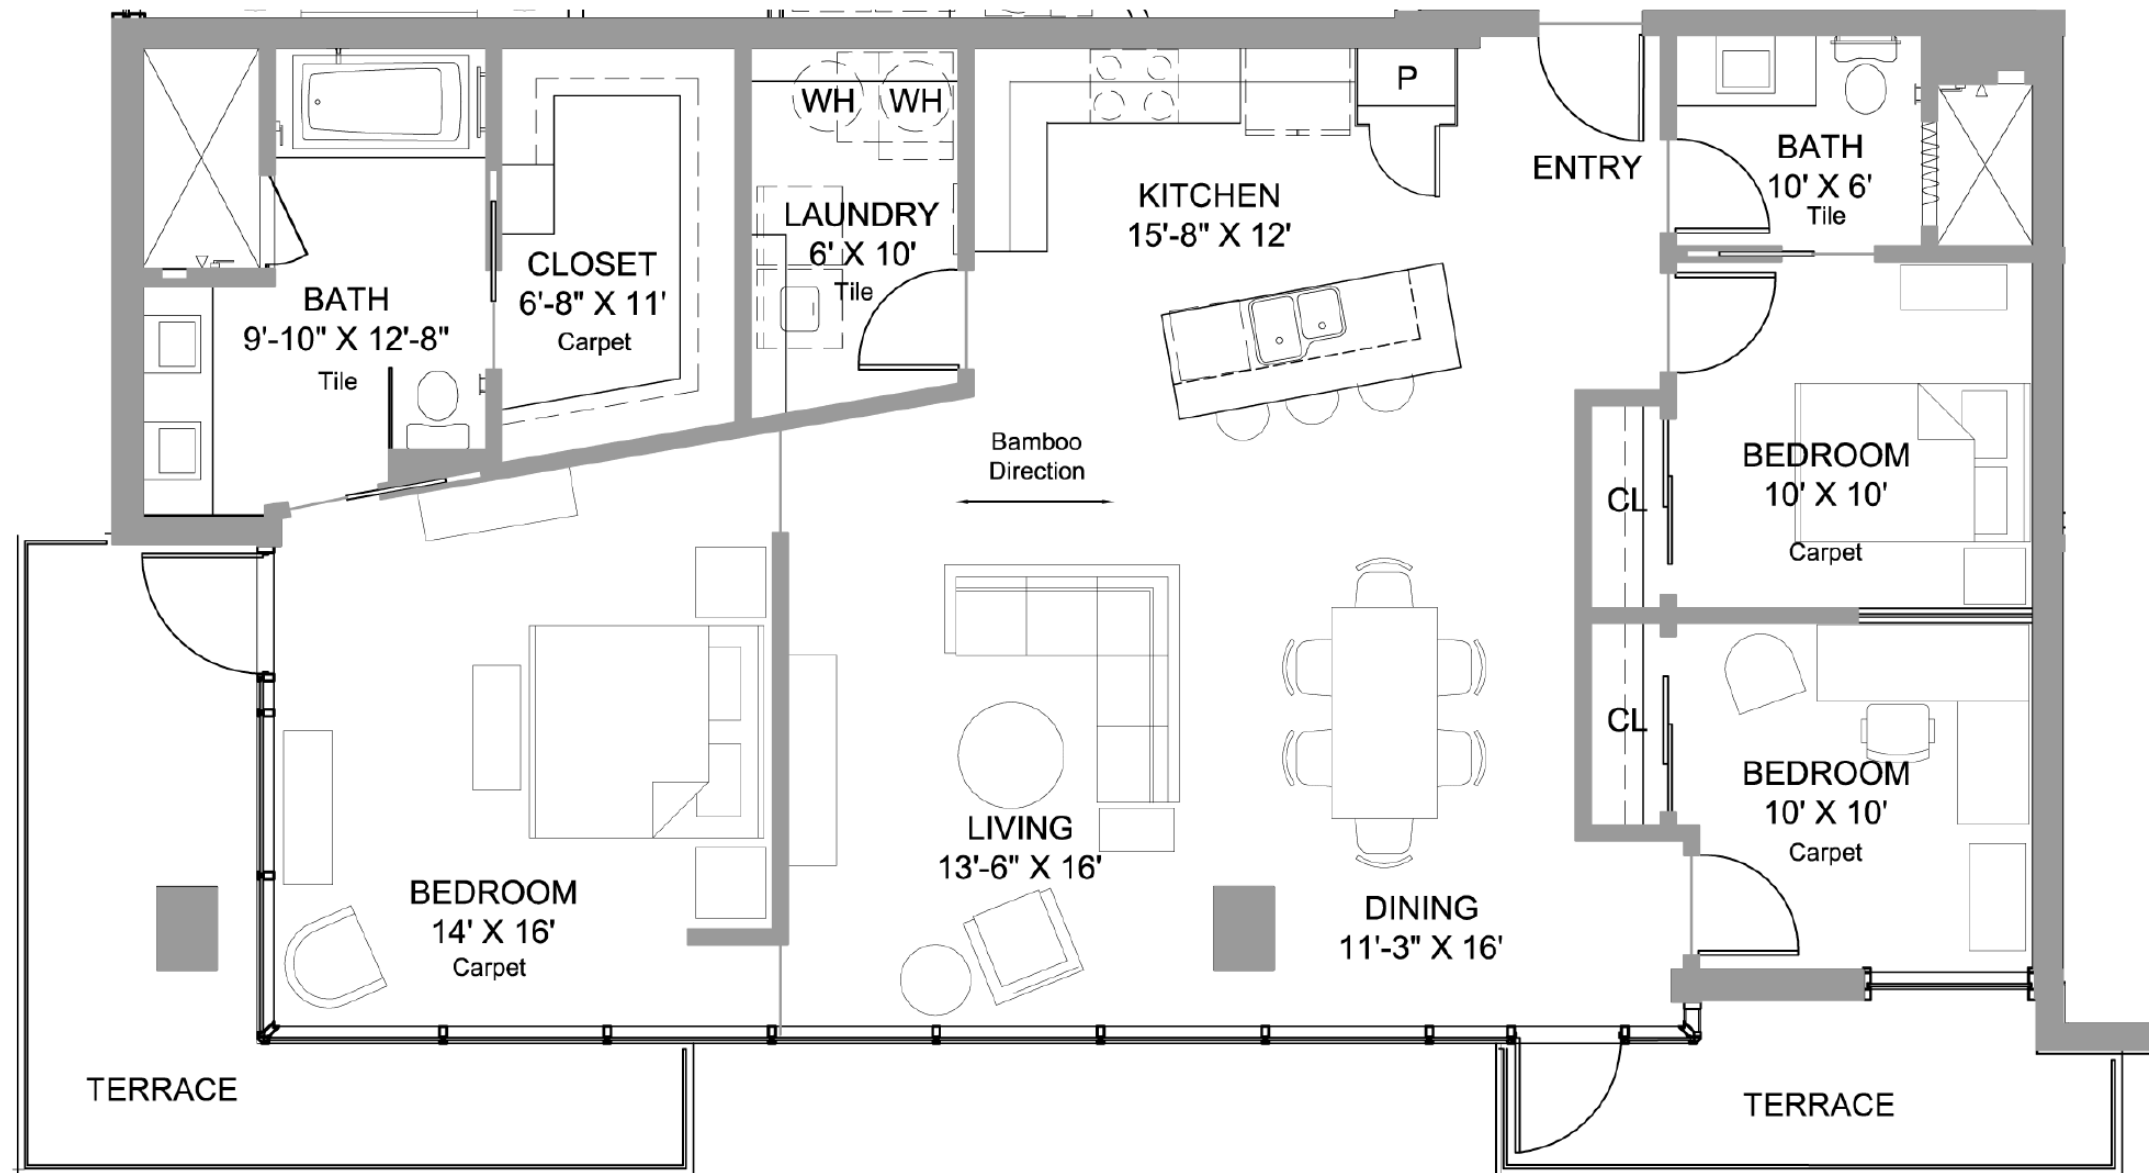 WH
WH
P
ENTRY
BATH
10' X 6'
Tile
KITCHEN
15'-8" X 12'
LAUNDRY
6' X 10'
Tile
CLOSET
6'-8" X 11'
Carpet
BATH
9'-10" X 12'-8"
Tile
Bamboo
Direction
CL
BEDROOM
10' X 10'
Carpet
CL
BEDROOM
10' X 10'
Carpet
LIVING
13'-6" X 16'
BEDROOM
14' X 16'
Carpet
DINING
11'-3" X 16'
TERRACE
TERRACE